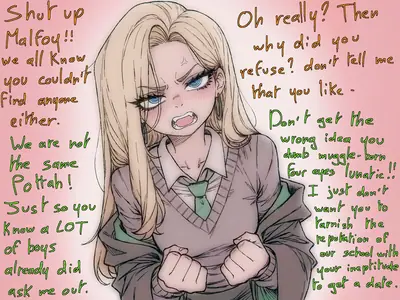 Shut up
Malfoy!!
we all know
you couldn't
find anyone
either.
We are not
the same
Pottah!
Just so you
know a LOT
of boys
already did
ask me out.
Oh really? Then
why did you
refuse? don't tell me
that you like -
Don't get the
wrong idea you
dumb muggle-born
four eyes lunatic!!
I just don't
want you to
tarnish the
reputation of
our school with
your ineptitude
to get a date.